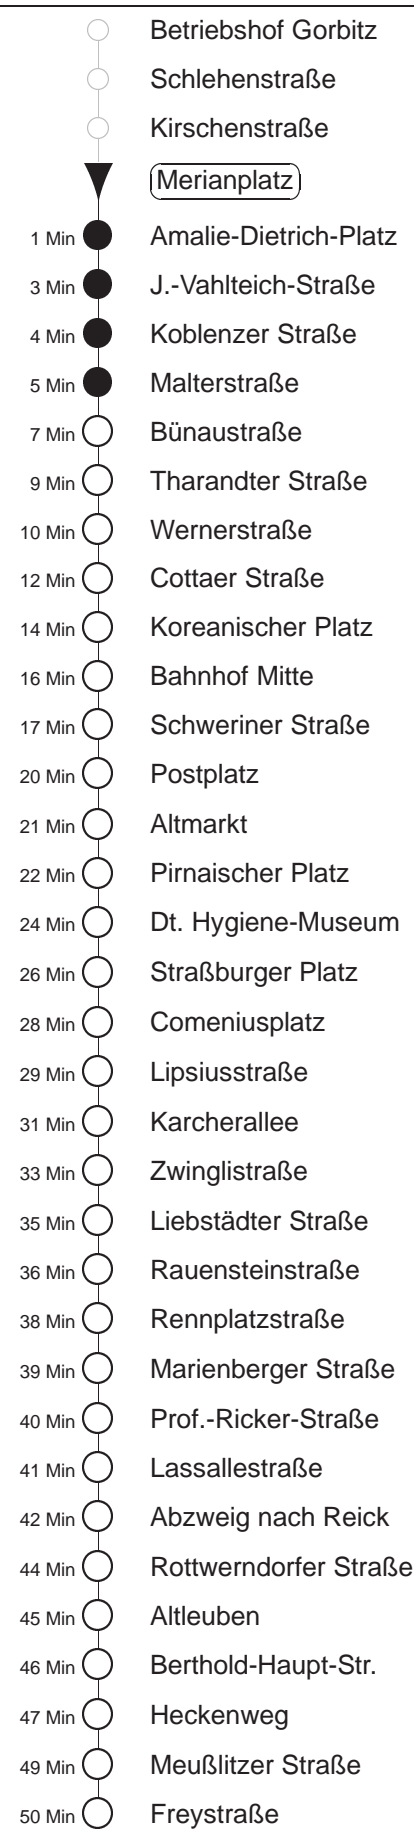 Betriebshof Gorbitz
Schlehenstraße
Kirschenstraße
Merianplatz
1 Min Amalie-Dietrich-Platz
3 Min J.-Vahlteich-Straße
4 Min Koblenzer Straße
5 Min Malterstraße
7 Min Bünaustraße
9 Min Tharandter Straße
10 Min Wernerstraße
12 Min Cottaer Straße
14 Min Koreanischer Platz
16 Min Bahnhof Mitte
17 Min Schweriner Straße
20 Min Postplatz
21 Min Altmarkt
22 Min Pirnaischer Platz
24 Min Dt. Hygiene-Museum
26 Min Straßburger Platz
28 Min Comeniusplatz
29 Min Lipsiusstraße
31 Min Karcherallee
33 Min Zwinglistraße
35 Min Liebstädter Straße
36 Min Rauensteinstraße
38 Min Rennplatzstraße
39 Min Marienberger Straße
40 Min Prof.-Ricker-Straße
41 Min Lassallestraße
42 Min Abzweig nach Reick
44 Min Rottwerndorfer Straße
45 Min Altleuben
46 Min Berthold-Haupt-Str.
47 Min Heckenweg
49 Min Meußlitzer Straße
50 Min Freystraße